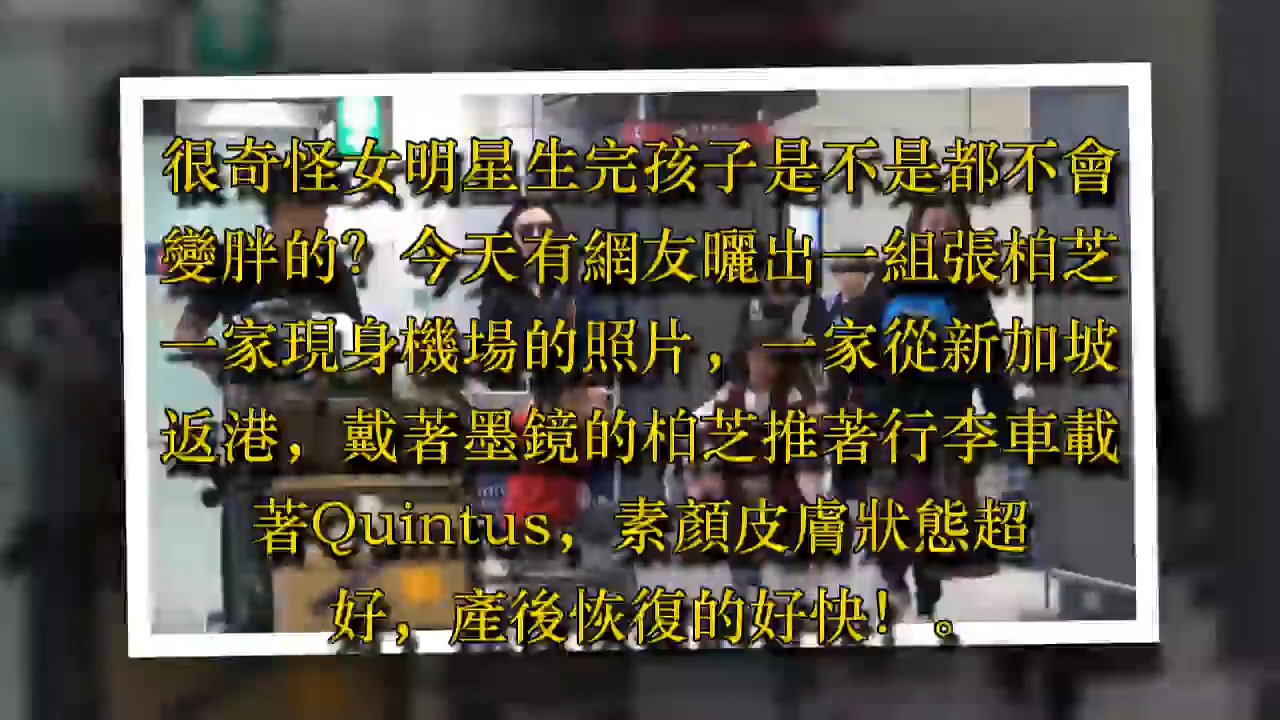 很奇怪女明星生完孩子是不是都不會
變胖的？今天有網友曬出一組張柏芝
一家現身機場的照片，一家從新加坡
返港，戴著墨鏡的柏芝推著行李車載
著Quintus，素顏皮膚狀態超
好，產後恢復的好快！。